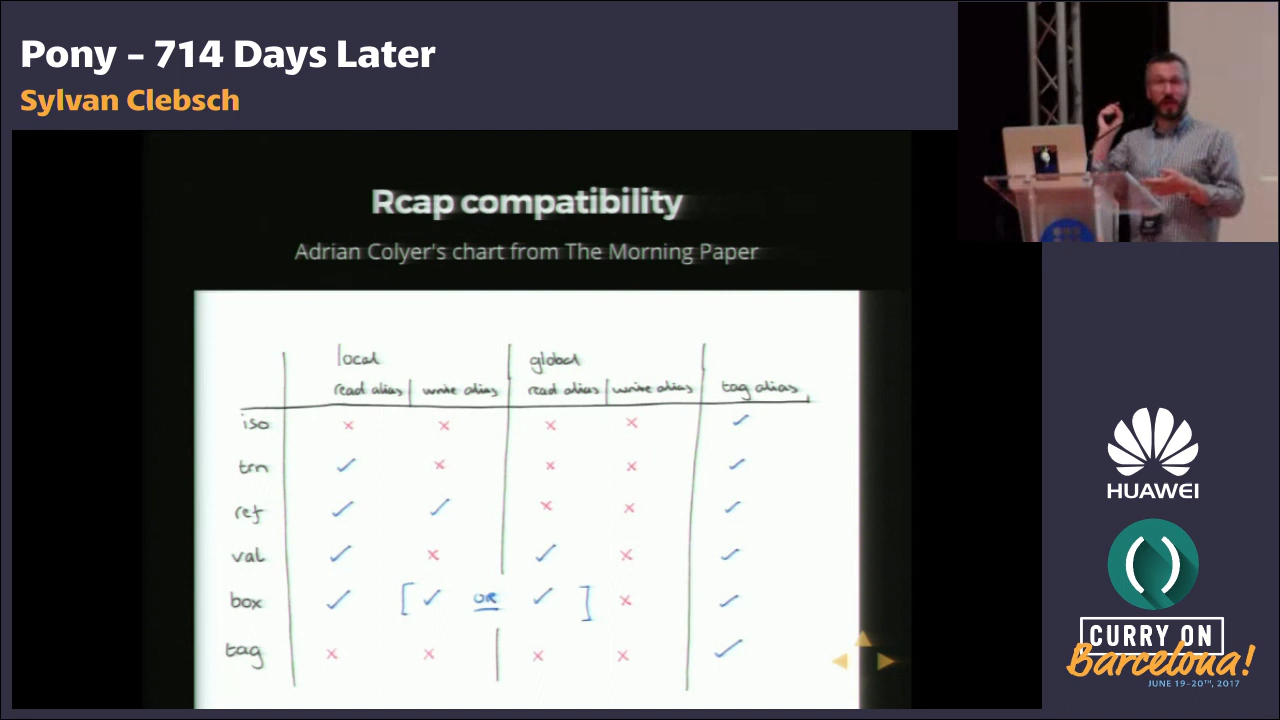 Pony – 714 Days Later
Sylvan Clebsch
Rcap compatibility
Adrian Colyer's chart from The Morning Paper
local global
read alias write alias read alias write alias tag alias
iso × × × × ✓
trn ✓ × × × ✓
ref ✓ ✓ × × ✓
val ✓ × ✓ × ✓
box ✓ [ ✓ OR ✓ ] × ✓
tag × × × × ✓
HUAWEI
CURRY ON
Barcelona!
JUNE 19-20TH, 2017